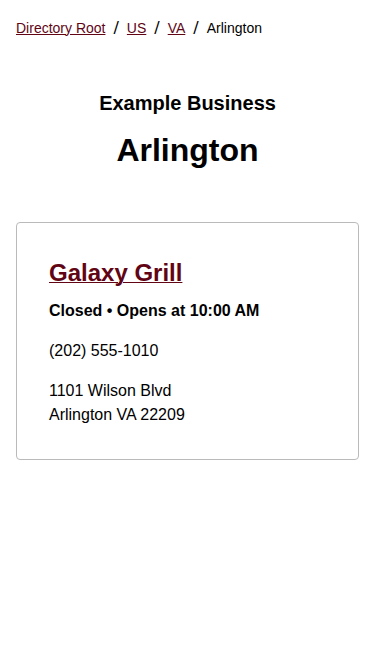 Directory Root / US / VA / Arlington
Example Business
Arlington
Galaxy Grill
Closed • Opens at 10:00 AM
(202) 555-1010
1101 Wilson Blvd
Arlington VA 22209